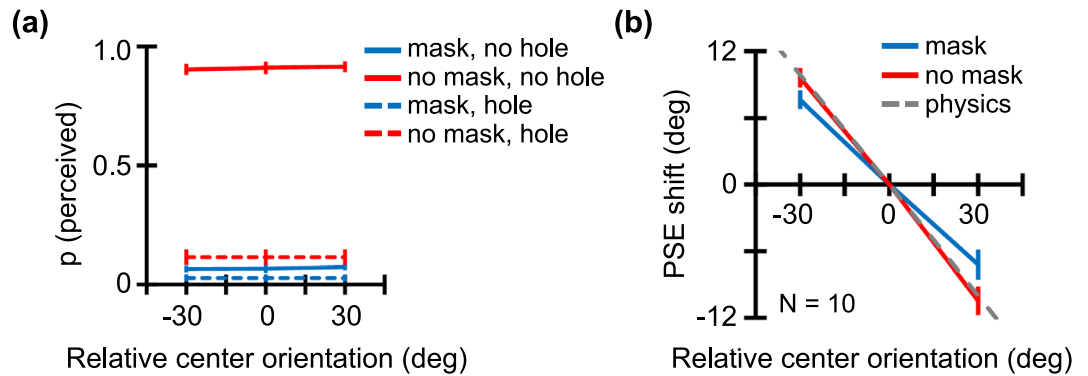 (a)
1.0
0.5
0
p (perceived)
mask, no hole
no mask, no hole
mask, hole
no mask, hole
-30
0
30
Relative center orientation (deg)
(b)
12
0
-12
PSE shift (deg)
mask
no mask
physics
-30
0
30
N = 10
Relative center orientation (deg)